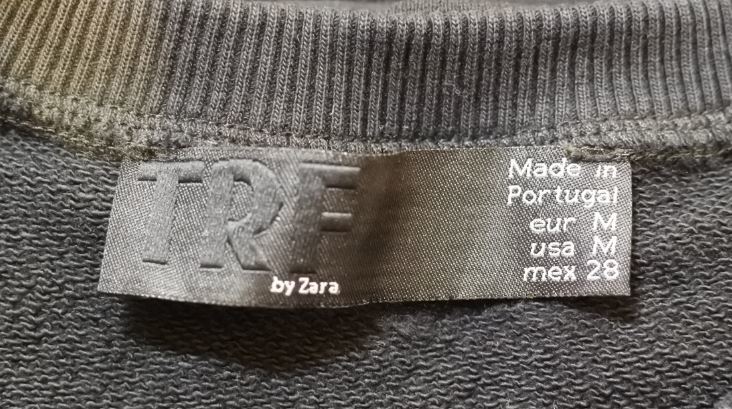 TRF
by Zara
Made in
Portugal
eur M
usa M
mex 28